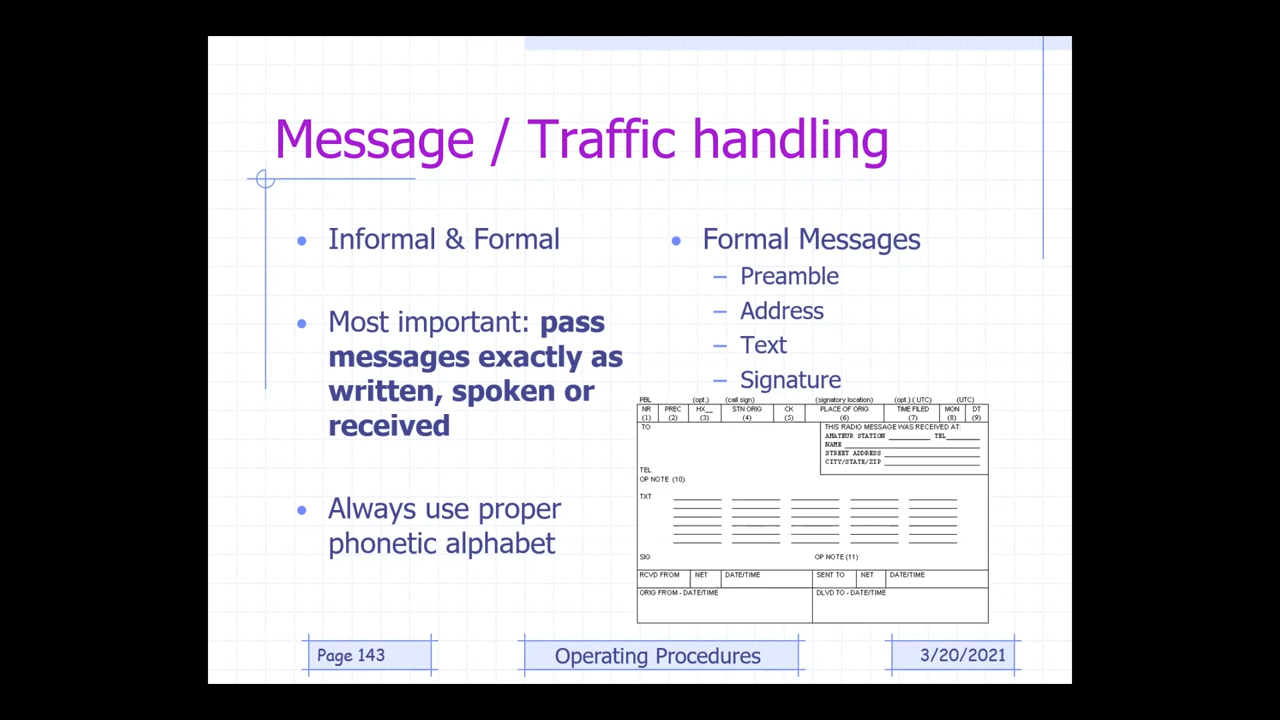 Message / Traffic handling
• Informal & Formal
• Most important: pass
messages exactly as
written, spoken or
received
• Always use proper
phonetic alphabet
• Formal Messages
– Preamble
– Address
– Text
– Signature
PBL (opt.) (call sign) (signatory location) (opt.) ( UTC) (UTC)
NR PREC HX__ STN ORIG CK PLACE OF ORIG TIME FILED MON DT
(1) (2) (3) (4) (5) (6) (7) (8) (9)
TO
THIS RADIO MESSAGE WAS RECEIVED AT:
AMATEUR STATION ________ TEL______
NAME
STREET ADDRESS
CITY/STATE/ZIP
TEL
OP NOTE (10)
TXT
SIG OP NOTE (11)
RCVD FROM NET DATE/TIME SENT TO NET DATE/TIME
ORIG FROM - DATE/TIME DLVD TO - DATE/TIME
Page 143 Operating Procedures 3/20/2021